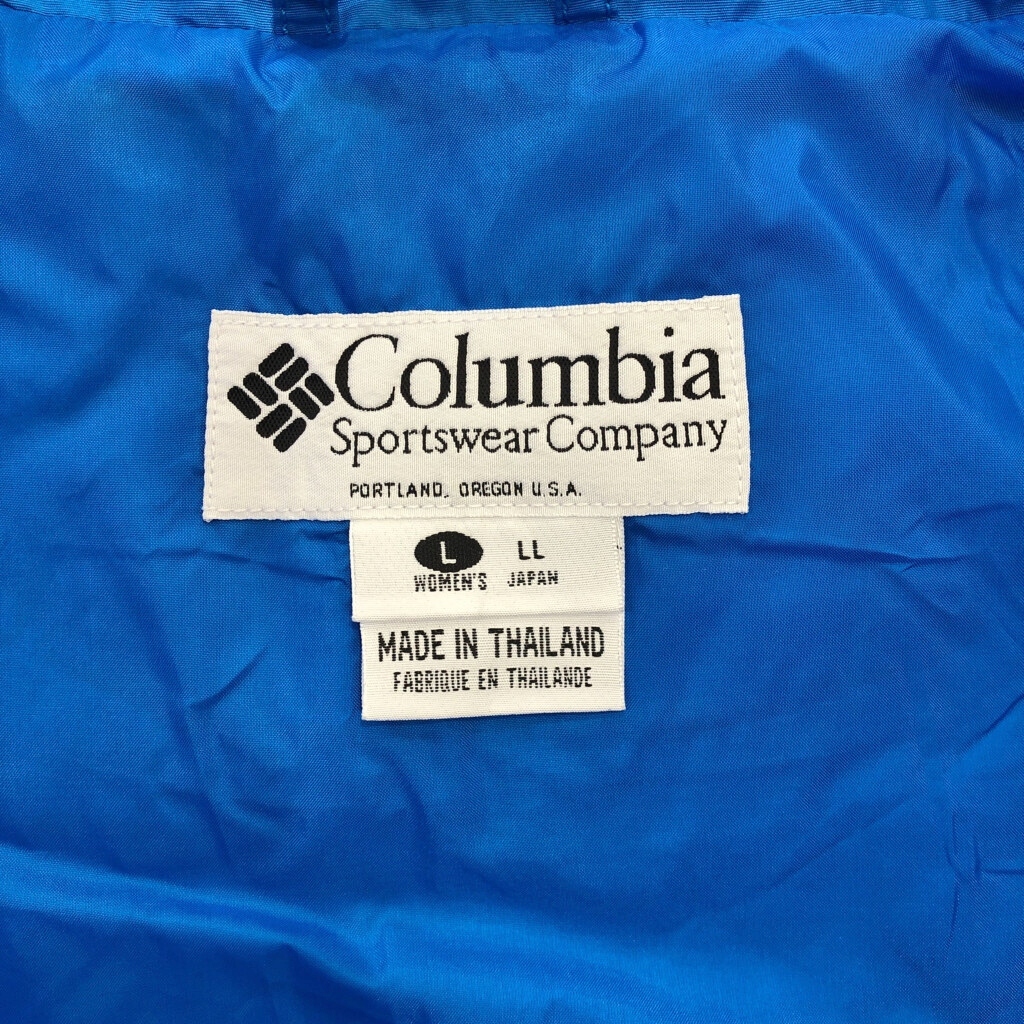 Columbia
Sportswear Company
PORTLAND, OREGON U.S.A.
L LL
WOMEN'S JAPAN
MADE IN THAILAND
FABRIQUE EN THAILANDE